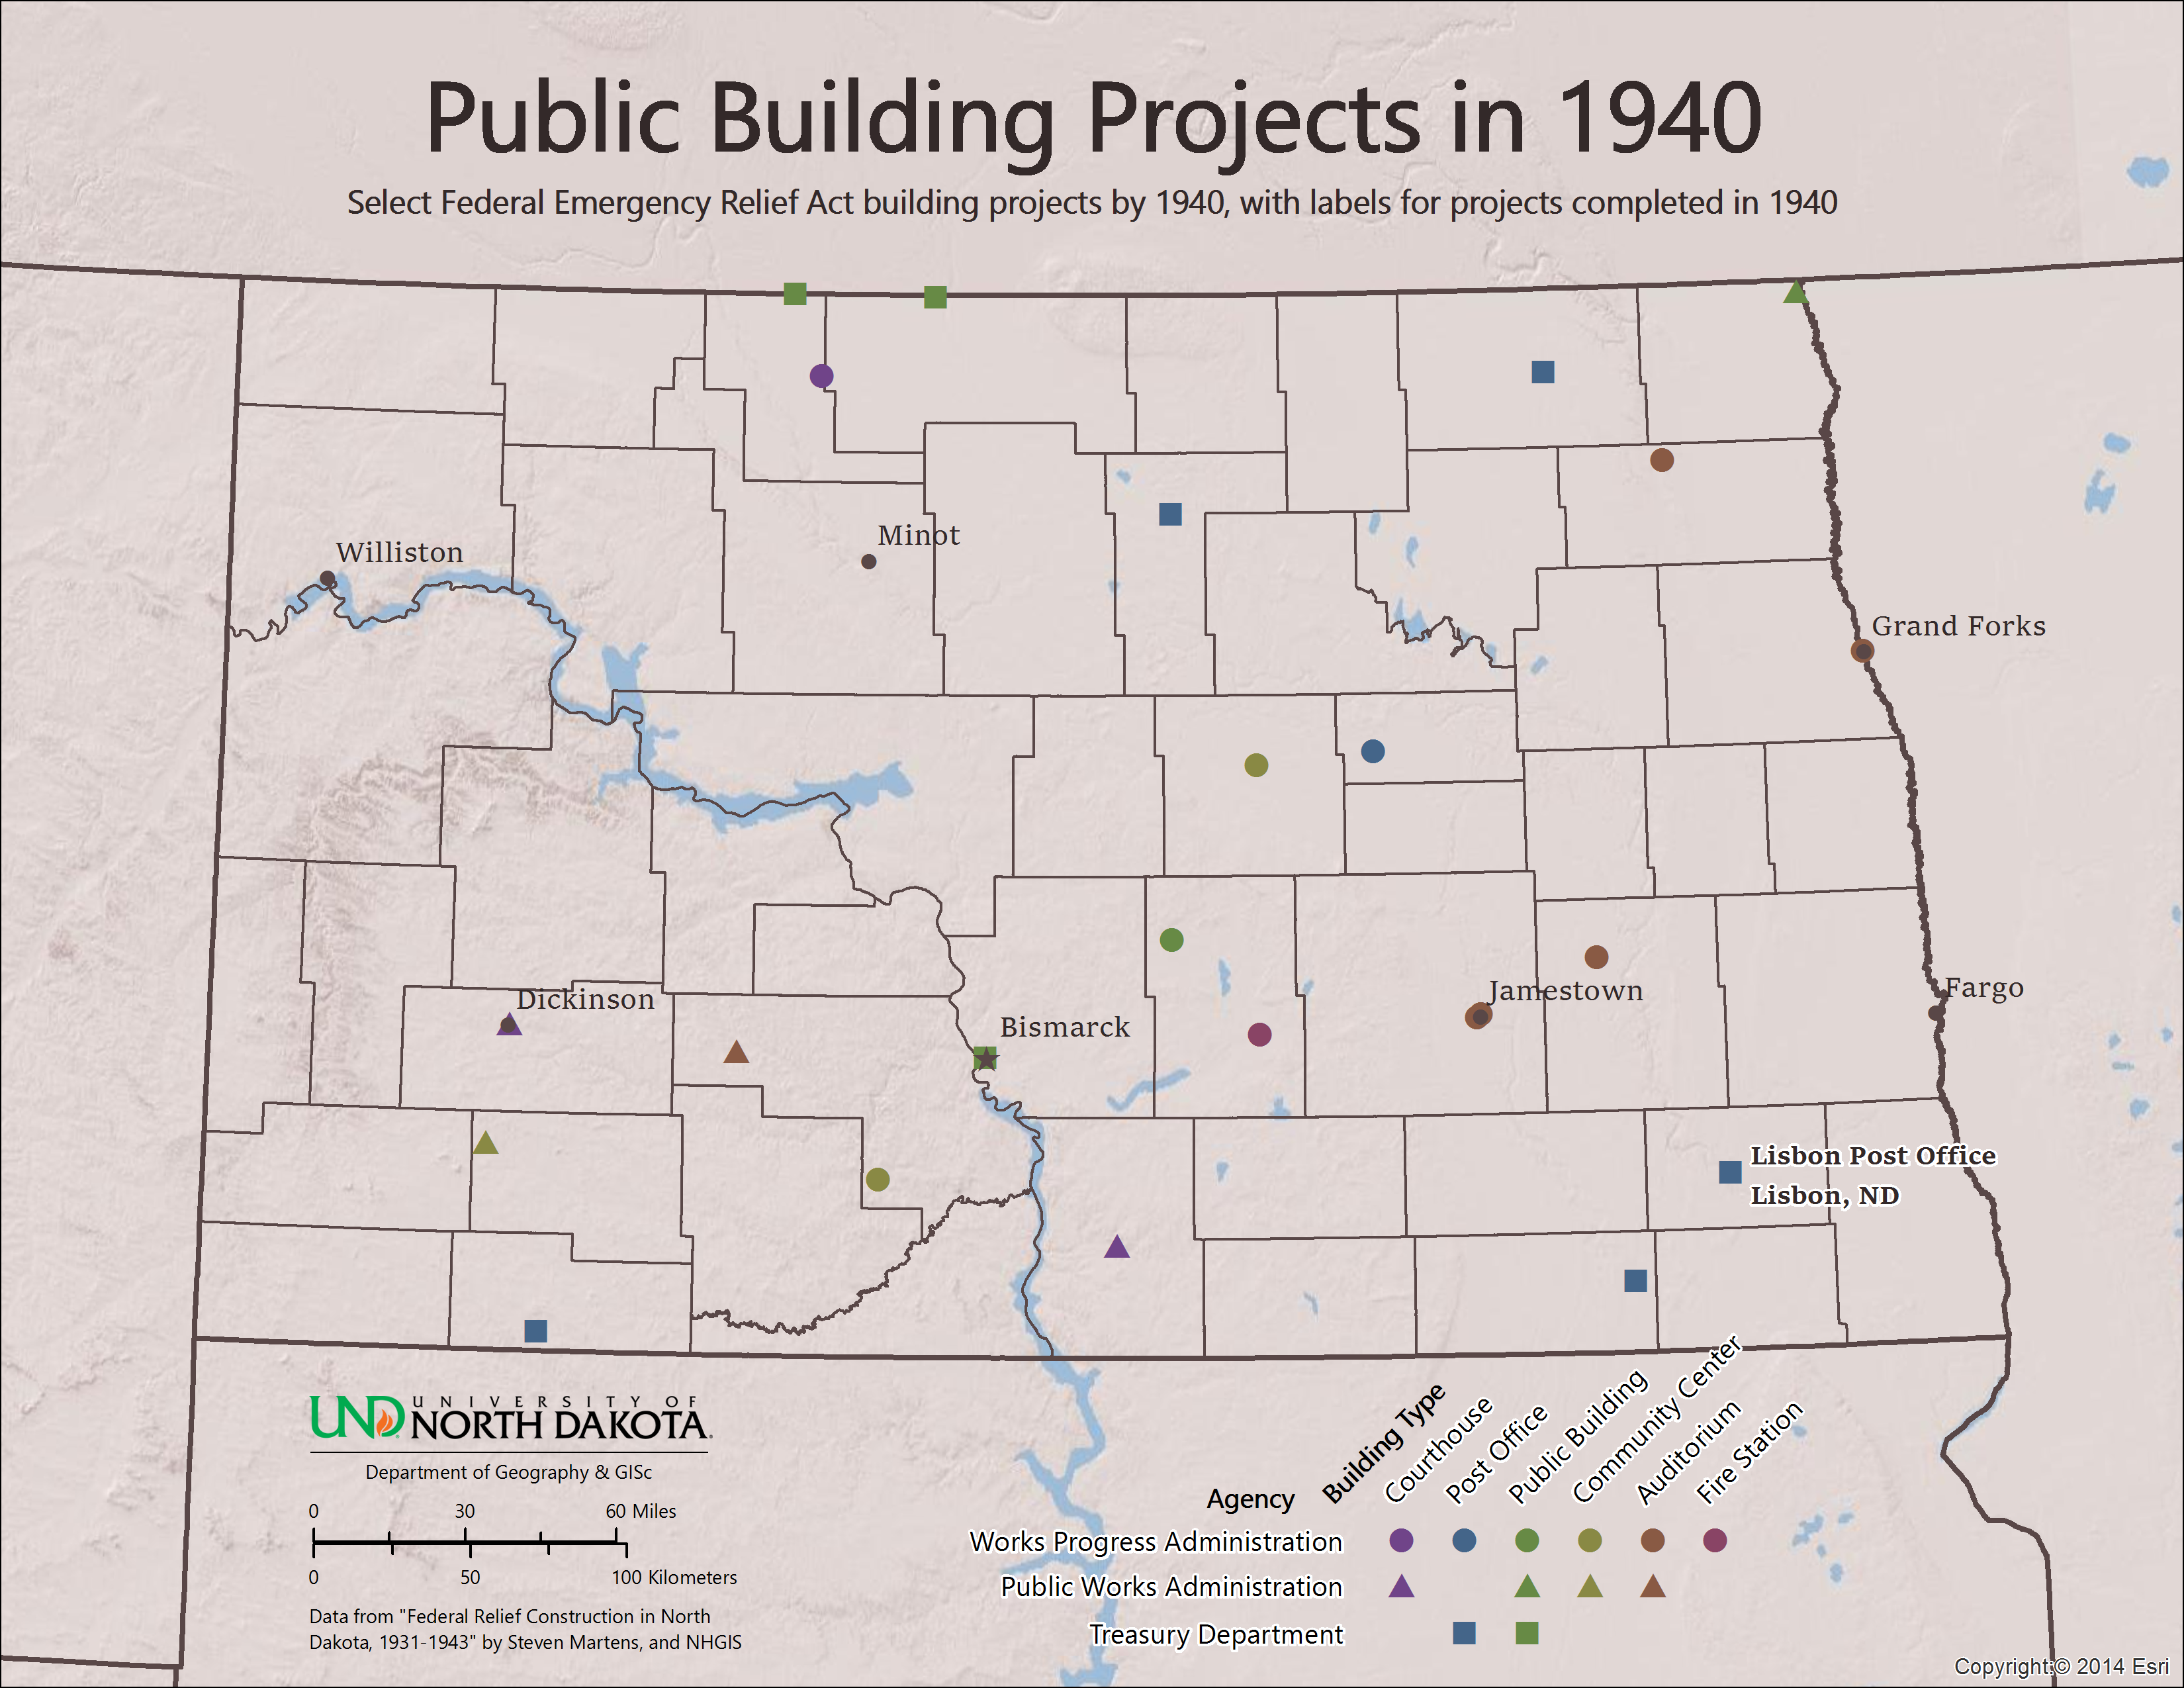 Public Building Projects in 1940
Select Federal Emergency Relief Act building projects by 1940, with labels for projects completed in 1940
Williston
Minot
Grand Forks
Dickinson
Bismarck
Jamestown
Fargo
Lisbon Post Office
Lisbon, ND
UND UNIVERSITY OF
NORTH DAKOTA.
Department of Geography & GISc
0 30 60 Miles
0 50 100 Kilometers
Data from "Federal Relief Construction in North
Dakota, 1931-1943" by Steven Martens, and NHGIS
Agency
Building Type
Courthouse
Post Office
Public Building
Community Center
Auditorium
Fire Station
Works Progress Administration
Public Works Administration
Treasury Department
Copyright:© 2014 Esri